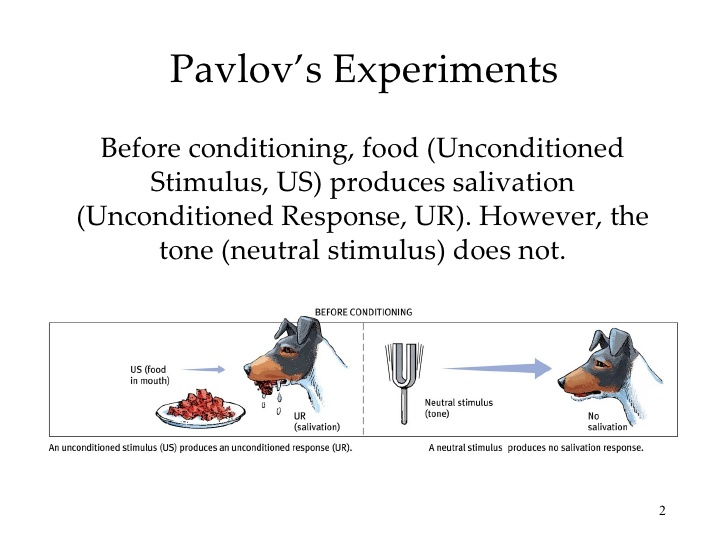 Pavlov’s Experiments
Before conditioning, food (Unconditioned
Stimulus, US) produces salivation
(Unconditioned Response, UR). However, the
tone (neutral stimulus) does not.
BEFORE CONDITIONING
US (food
in mouth)
UR
(salivation)
Neutral stimulus
(tone)
No
salivation
An unconditioned stimulus (US) produces an unconditioned response (UR).
A neutral stimulus produces no salivation response.
2